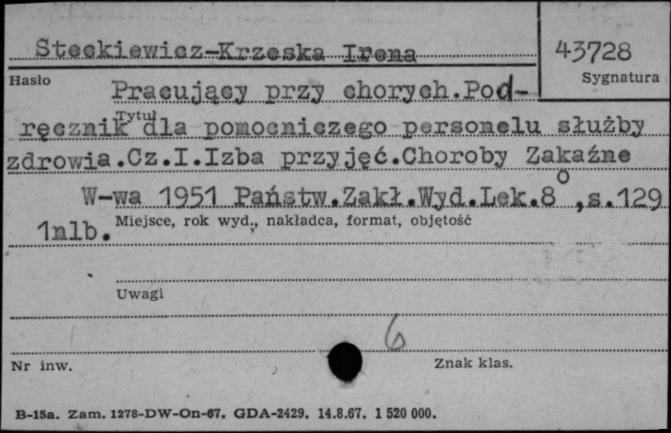 Steckiewicz-Krzeska Irena
43728
Hasło
Sygnatura
Pracujący przy chorych.Pod-
Tytuł
ręcznik dla pomocniczego personelu służby
zdrowia.Cz.I.Izba przyjęć.Choroby Zakaźne
W-wa 1951 Państw.Zakł.Wyd.Lek.8°,s.129
Miejsce, rok wyd., nakładca, format, objętość
1nlb.
Uwagi
6
Nr inw.
Znak klas.
B-15a. Zam. 1278-DW-On-67. GDA-2429. 14.8.67. 1 520 000.